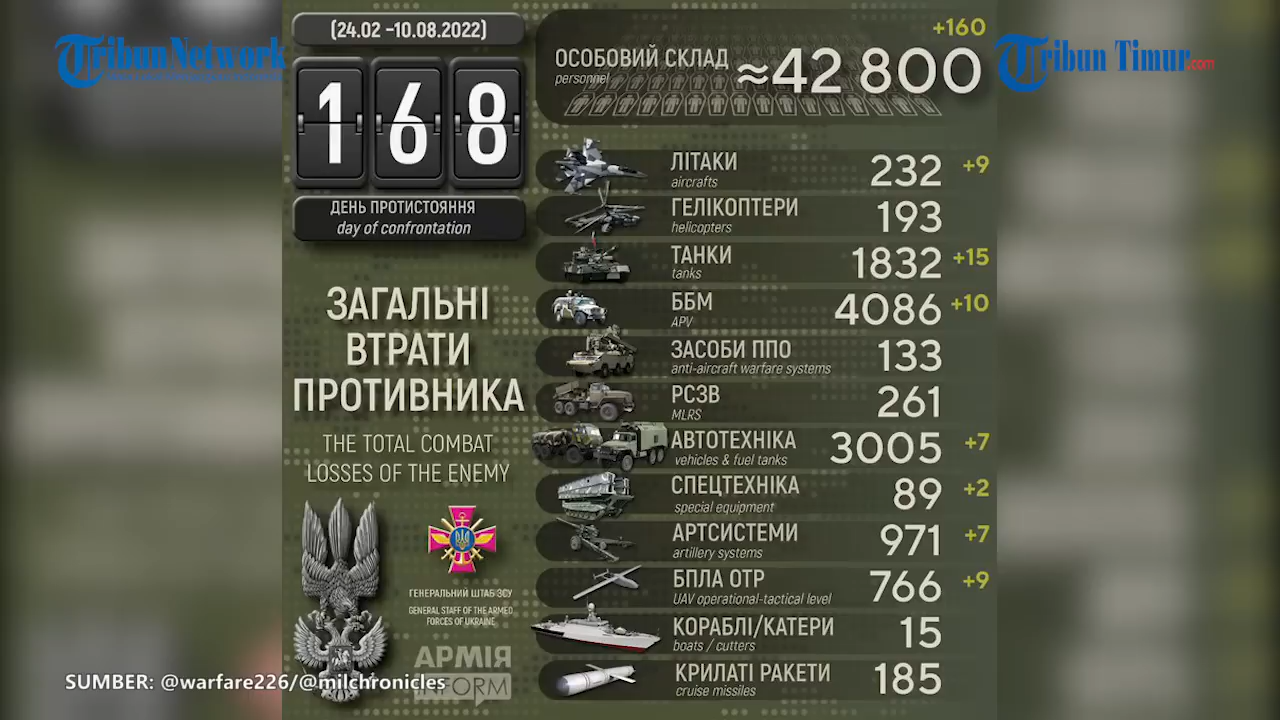 Tribun Network
Tribun Timur.com
(24.02 –10.08.2022)
168
ДЕНЬ ПРОТИСТОЯННЯ
day of confrontation
ЗАГАЛЬНІ
ВТРАТИ
ПРОТИВНИКА
THE TOTAL COMBAT
LOSSES OF THE ENEMY
ГЕНЕРАЛЬНИЙ ШТАБ ЗСУ
GENERAL STAFF OF THE ARMED
FORCES OF UKRAINE
АРМІЯ
INFORM
SUMBER: @warfare226/@milchronicles
+160
ОСОБОВИЙ СКЛАД ≈42 800
personnel
ЛІТАКИ 232 +9
aircrafts
ГЕЛІКОПТЕРИ 193
helicopters
ТАНКИ 1832 +15
tanks
ББМ 4086 +10
APV
ЗАСОБИ ППО 133
anti-aircraft warfare systems
РСЗВ 261
MLRS
АВТОТЕХНІКА 3005 +7
vehicles & fuel tanks
СПЕЦТЕХНІКА 89 +2
special equipment
АРТСИСТЕМИ 971 +7
artillery systems
БПЛА ОТР 766 +9
UAV operational-tactical level
КОРАБЛІ/КАТЕРИ 15
boats / cutters
КРИЛАТІ РАКЕТИ 185
cruise missiles